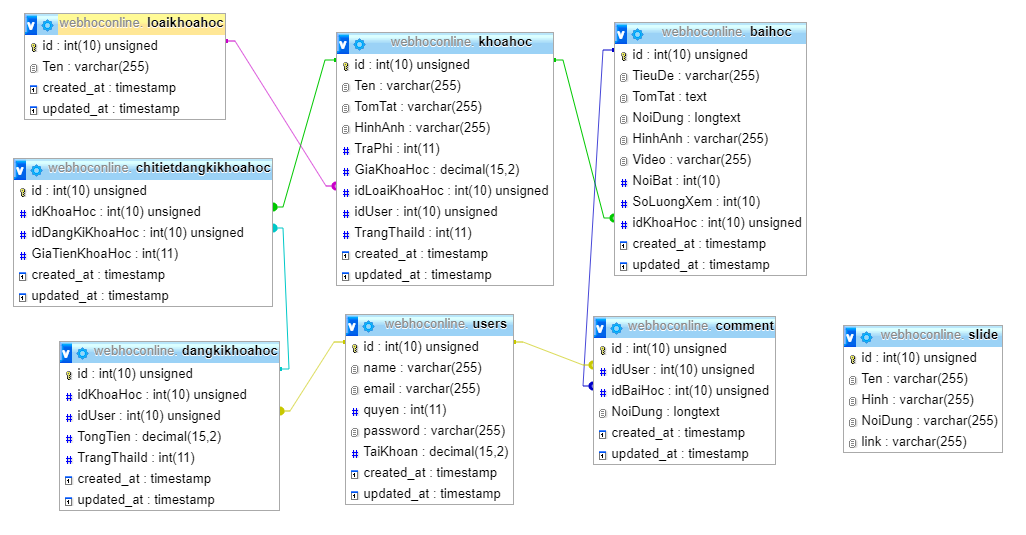 webhoconline. loaikhoahoc
id : int(10) unsigned
Ten : varchar(255)
created_at : timestamp
updated_at : timestamp
webhoconline. khoahoc
id : int(10) unsigned
Ten : varchar(255)
TomTat : varchar(255)
HinhAnh : varchar(255)
TraPhi : int(11)
GiaKhoaHoc : decimal(15,2)
idLoaiKhoaHoc : int(10) unsigned
idUser : int(10) unsigned
TrangThaiId : int(11)
created_at : timestamp
updated_at : timestamp
webhoconline. baihoc
id : int(10) unsigned
TieuDe : varchar(255)
TomTat : text
NoiDung : longtext
HinhAnh : varchar(255)
Video : varchar(255)
NoiBat : int(10)
SoLuongXem : int(10)
idKhoaHoc : int(10) unsigned
created_at : timestamp
updated_at : timestamp
webhoconline. chitietdangkikhoahoc
id : int(10) unsigned
idKhoaHoc : int(10) unsigned
idDangKiKhoaHoc : int(10) unsigned
GiaTienKhoaHoc : int(11)
created_at : timestamp
updated_at : timestamp
webhoconline. dangkikhoahoc
id : int(10) unsigned
idKhoaHoc : int(10) unsigned
idUser : int(10) unsigned
TongTien : decimal(15,2)
TrangThaiId : int(11)
created_at : timestamp
updated_at : timestamp
webhoconline. users
id : int(10) unsigned
name : varchar(255)
email : varchar(255)
quyen : int(11)
password : varchar(255)
TaiKhoan : decimal(15,2)
created_at : timestamp
updated_at : timestamp
webhoconline. comment
id : int(10) unsigned
idUser : int(10) unsigned
idBaiHoc : int(10) unsigned
NoiDung : longtext
created_at : timestamp
updated_at : timestamp
webhoconline. slide
id : int(10) unsigned
Ten : varchar(255)
Hinh : varchar(255)
NoiDung : varchar(255)
link : varchar(255)